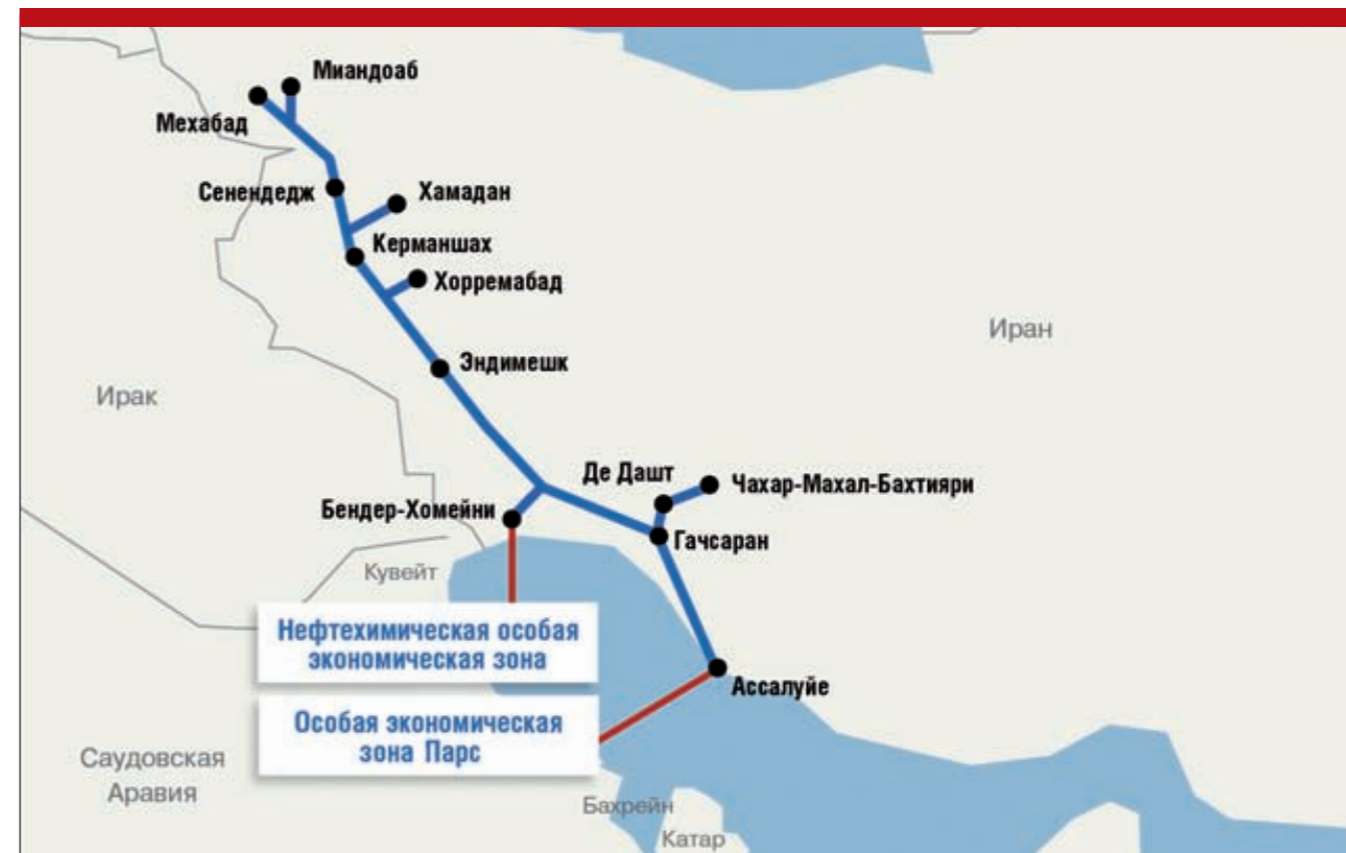 Миандоаб
Мехабад
Сенендедж
Хамадан
Керманшах
Хорремабад
Иран
Эндимешк
Ирак
Де Дашт
Чахар-Махал-Бахтияри
Бендер-Хомейни
Гачсаран
Кувейт
Нефтехимическая особая
экономическая зона
Ассалуйе
Особая экономическая
зона Парс
Саудовская
Аравия
Бахрейн
Катар